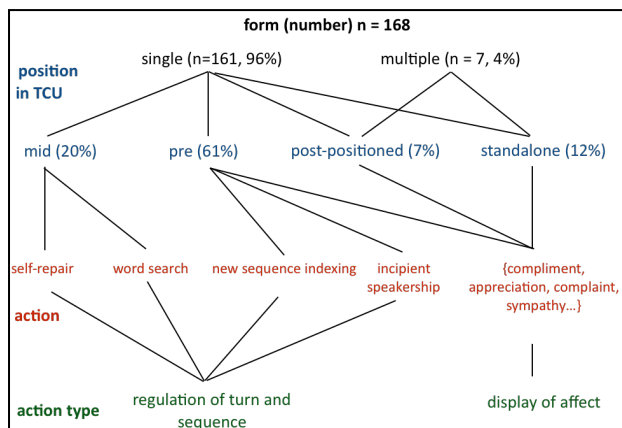 form (number) n = 168
single (n=161, 96%)
multiple (n = 7, 4%)
position
in TCU
mid (20%)
pre (61%)
post-positioned (7%)
standalone (12%)
self-repair
word search
new sequence indexing
incipient
speakership
{compliment,
appreciation, complaint,
sympathy...}
action
action type
regulation of turn and
sequence
display of affect